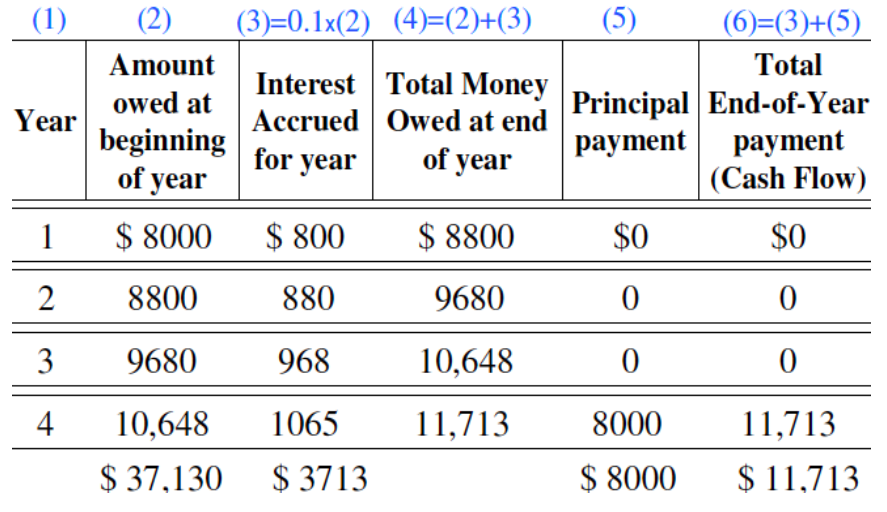 (1) (2) (3)=0.1x(2) (4)=(2)+(3) (5) (6)=(3)+(5)
Year
Amount
owed at
beginning
of year
Interest
Accrued
for year
Total Money
Owed at end
of year
Principal
payment
Total
End-of-Year
payment
(Cash Flow)
1 $ 8000 $ 800 $ 8800 $0 $0
2 8800 880 9680 0 0
3 9680 968 10,648 0 0
4 10,648 1065 11,713 8000 11,713
$ 37,130 $ 3713 $ 8000 $ 11,713